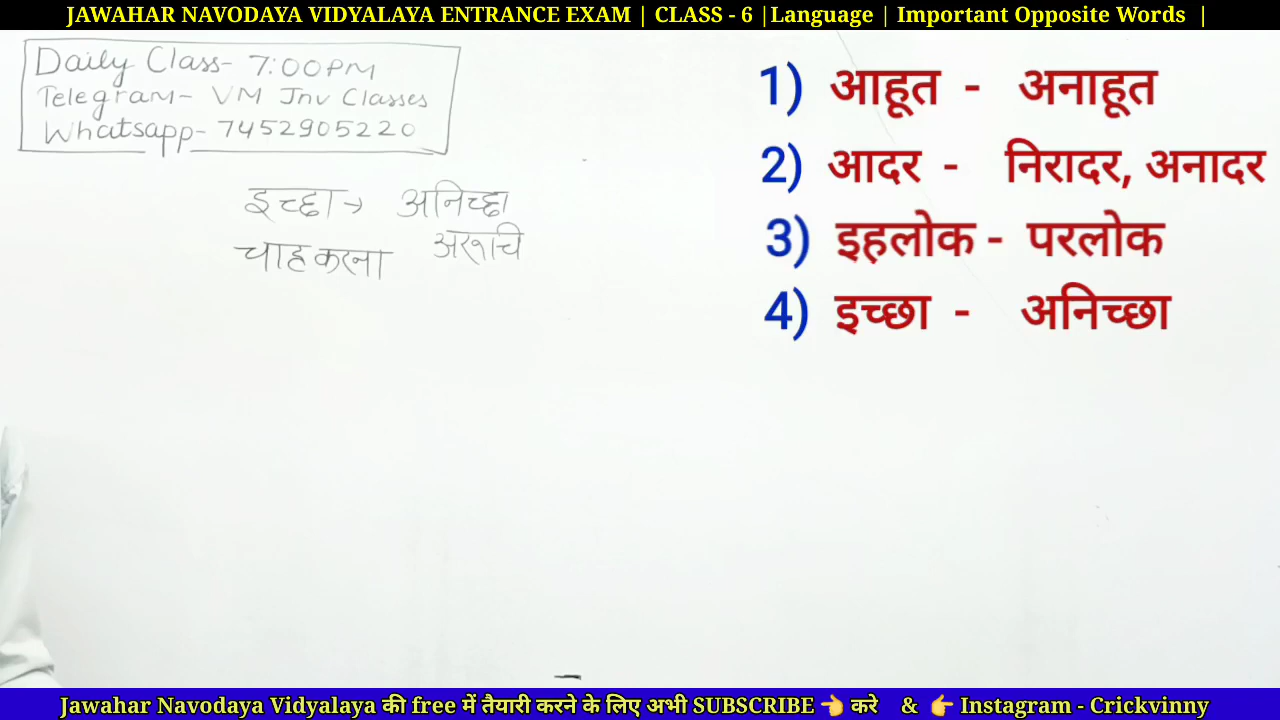 JAWAHAR NAVODAYA VIDYALAYA ENTRANCE EXAM | CLASS - 6 |Language | Important Opposite Words |
Daily Class- 7:00PM
Telegram- VM Jnv Classes
Whatsapp- 7452905220
इच्छा→ अनिच्छा
चाह करना अरुचि
1) आहूत - अनाहूत
2) आदर - निरादर, अनादर
3) इहलोक - परलोक
4) इच्छा - अनिच्छा
Jawahar Navodaya Vidyalaya की free में तैयारी करने के लिए अभी SUBSCRIBE 👈 करे & 👉 Instagram - Crickvinny